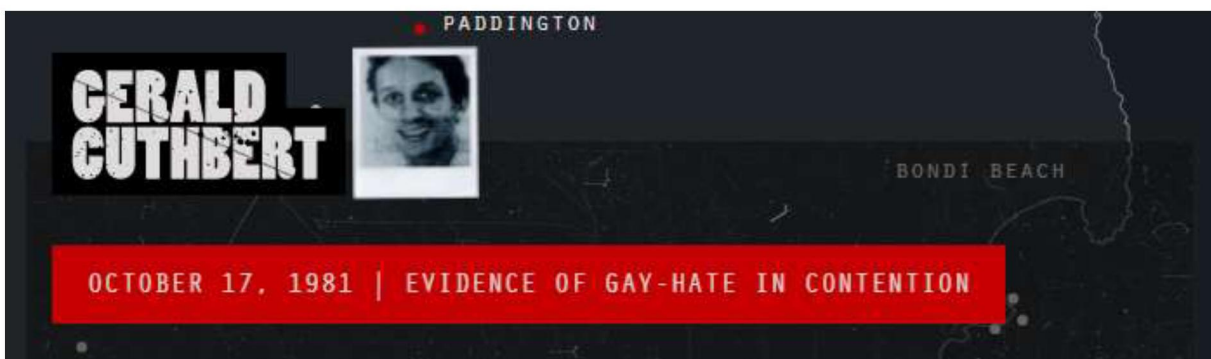 PADDINGTON
GERALD
CUTHBERT
BONDI BEACH
OCTOBER 17, 1981 | EVIDENCE OF GAY-HATE IN CONTENTION